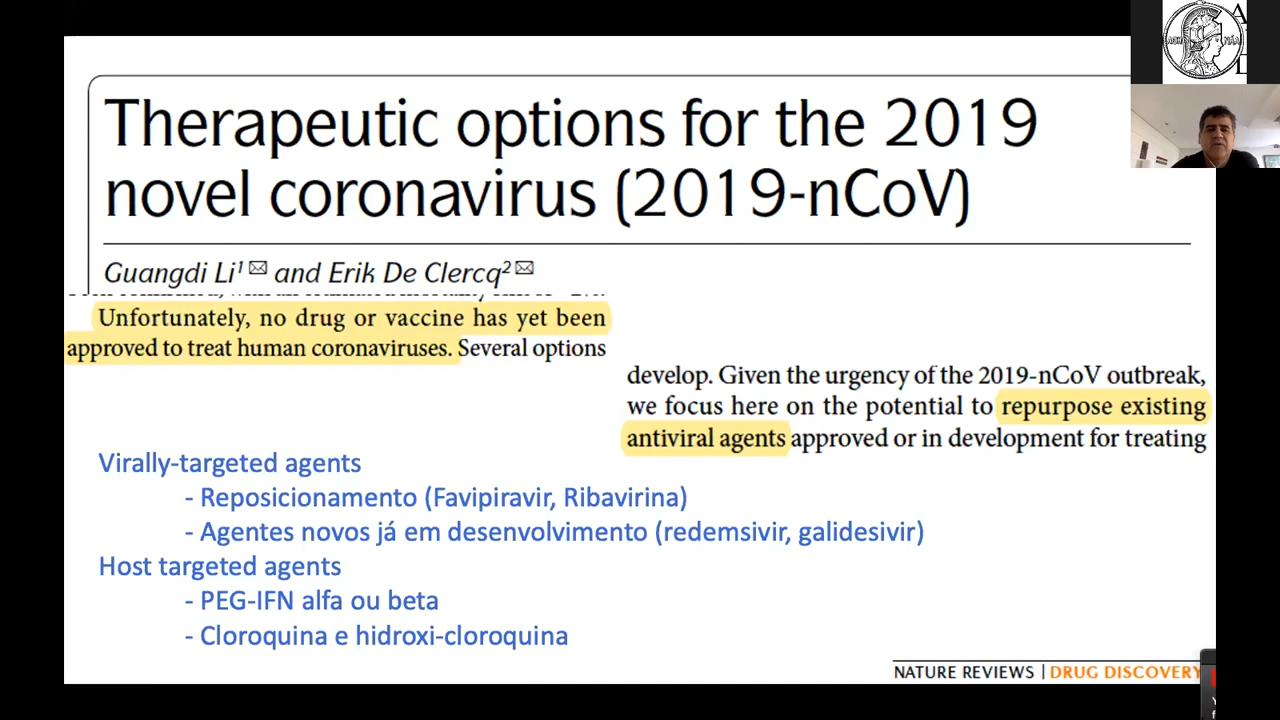 Therapeutic options for the 2019
novel coronavirus (2019-nCoV)
Guangdi Li1 and Erik De Clercq2
Unfortunately, no drug or vaccine has yet been
approved to treat human coronaviruses. Several options
develop. Given the urgency of the 2019-nCoV outbreak,
we focus here on the potential to repurpose existing
antiviral agents approved or in development for treating
Virally-targeted agents
- Reposicionamento (Favipiravir, Ribavirina)
- Agentes novos já em desenvolvimento (redemsivir, galidesivir)
Host targeted agents
- PEG-IFN alfa ou beta
- Cloroquina e hidroxi-cloroquina
NATURE REVIEWS | DRUG DISCOVERY